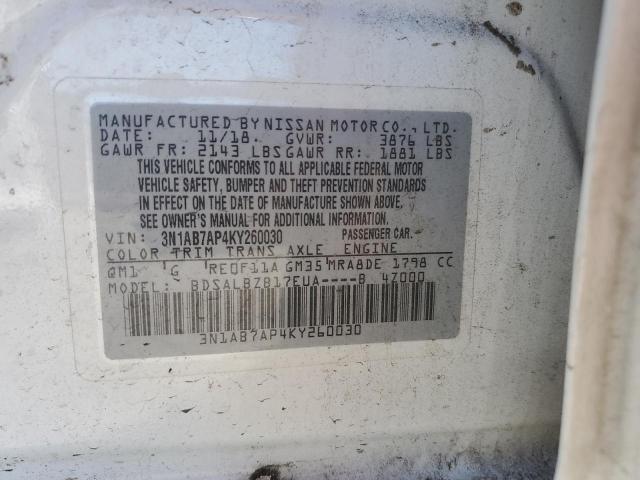 MANUFACTURED BY NISSAN MOTOR CO., LTD.
DATE: 11/18. GVWR: 3876 LBS
GAWR FR: 2143 LBS GAWR RR: 1881 LBS
THIS VEHICLE CONFORMS TO ALL APPLICABLE FEDERAL MOTOR
VEHICLE SAFETY, BUMPER AND THEFT PREVENTION STANDARDS
IN EFFECT ON THE DATE OF MANUFACTURE SHOWN ABOVE.
SEE OWNER'S MANUAL FOR ADDITIONAL INFORMATION.
VIN: 3N1AB7AP4KY260030 PASSENGER CAR.
COLOR TRIM TRANS AXLE ENGINE
QM1 G RE0F11A GM35 MRA8DE 1798 CC
MODEL: BDSALBZB17EUA----B 4Z000
3N1AB7AP4KY260030